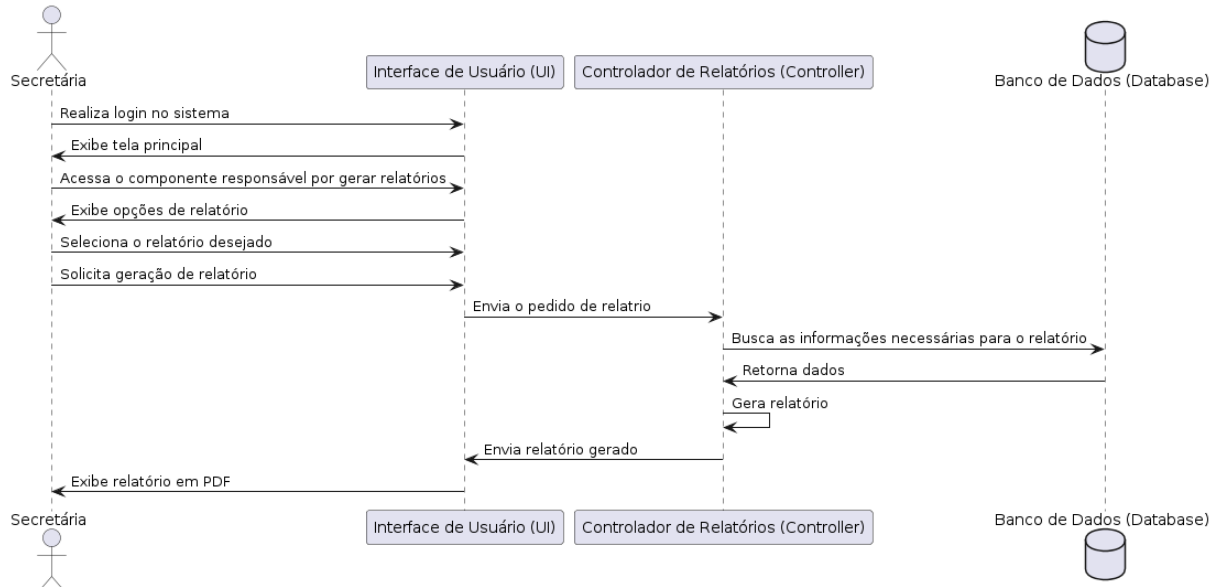 Secretária
Interface de Usuário (UI)
Controlador de Relatórios (Controller)
Banco de Dados (Database)
Realiza login no sistema
Exibe tela principal
Acessa o componente responsável por gerar relatórios
Exibe opções de relatório
Seleciona o relatório desejado
Solicita geração de relatório
Envia o pedido de relatrio
Busca as informações necessárias para o relatório
Retorna dados
Gera relatório
Envia relatório gerado
Exibe relatório em PDF
Secretária
Interface de Usuário (UI)
Controlador de Relatórios (Controller)
Banco de Dados (Database)